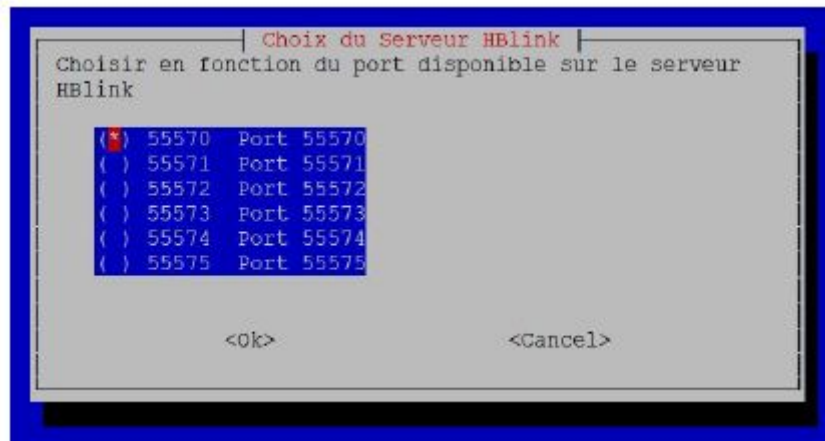 Choix du Serveur HBlink
Choisir en fonction du port disponible sur le serveur
HBlink
(*) 55570 Port 55570
( ) 55571 Port 55571
( ) 55572 Port 55572
( ) 55573 Port 55573
( ) 55574 Port 55574
( ) 55575 Port 55575
<Ok> <Cancel>